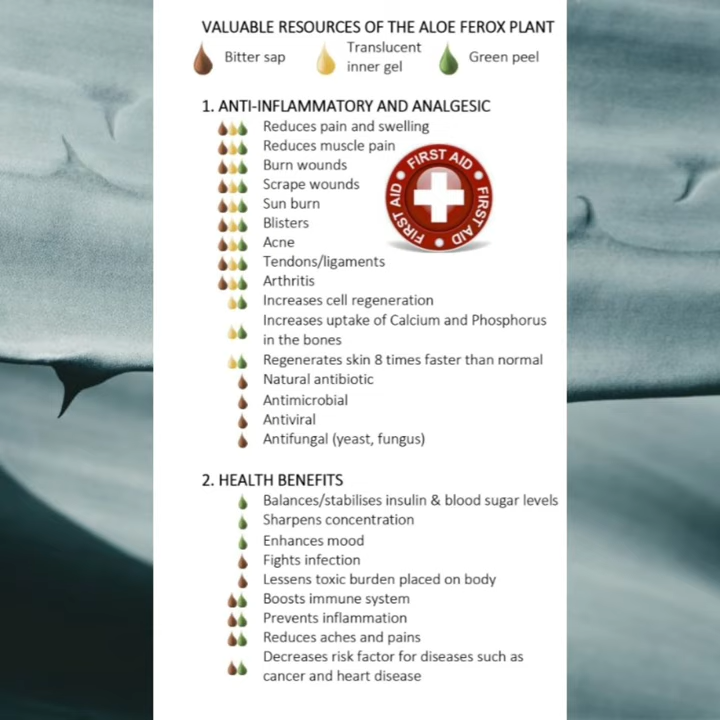 VALUABLE RESOURCES OF THE ALOE FEROX PLANT
Bitter sap
Translucent
inner gel
Green peel
1. ANTI-INFLAMMATORY AND ANALGESIC
Reduces pain and swelling
Reduces muscle pain
Burn wounds
Scrape wounds
Sun burn
Blisters
Acne
Tendons/ligaments
Arthritis
Increases cell regeneration
Increases uptake of Calcium and Phosphorus
in the bones
Regenerates skin 8 times faster than normal
Natural antibiotic
Antimicrobial
Antiviral
Antifungal (yeast, fungus)
FIRST AID
FIRST AID
FIRST AID
2. HEALTH BENEFITS
Balances/stabilises insulin & blood sugar levels
Sharpens concentration
Enhances mood
Fights infection
Lessens toxic burden placed on body
Boosts immune system
Prevents inflammation
Reduces aches and pains
Decreases risk factor for diseases such as
cancer and heart disease